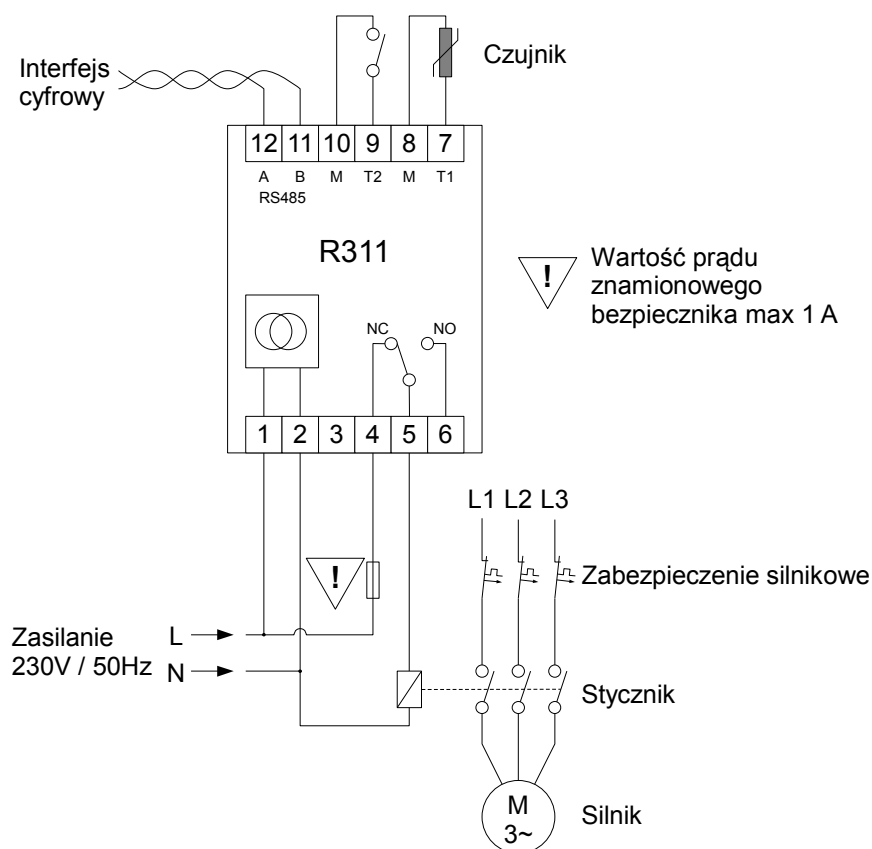 Interfejs
cyfrowy
Czujnik
12 11 10 9 8 7
A B M T2 M T1
RS485
R311
! Wartość prądu
znamionowego
bezpiecznika max 1 A
NC NO
1 2 3 4 5 6
L1 L2 L3
!
Zabezpieczenie silnikowe
Zasilanie L
230V / 50Hz N
Stycznik
M
3~
Silnik